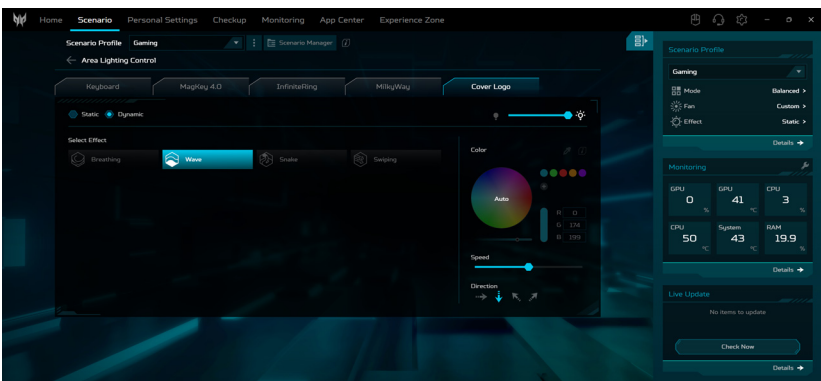 Home Scenario Personal Settings Checkup Monitoring App Center Experience Zone
Scenario Profile Gaming Scenario Manager
Area Lighting Control
Keyboard MagKey 4.0 InfiniteRing MilkyWay Cover Logo
Static Dynamic
Select Effect
Breathing Wave Snake Swiping
Color
Auto
R 0
G 174
B 199
Speed
Direction
Scenario Profile
Gaming
Mode Balanced >
Fan Custom >
Effect Static >
Details
Monitoring
GPU 0 %
GPU 41 °C
CPU 3 %
CPU 50 °C
System 43 °C
RAM 19.9 %
Details
Live Update
No items to update
Check Now
Details